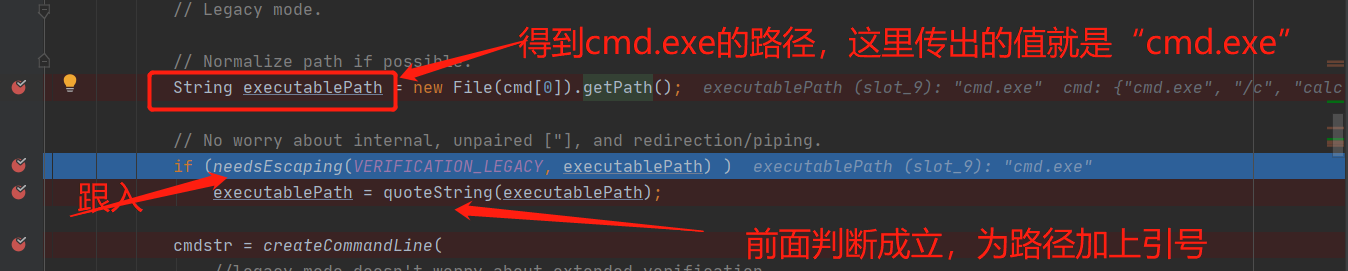 // Legacy mode.
得到cmd.exe的路径，这里传出的值就是“cmd.exe”
// Normalize path if possible.
String executablePath = new File(cmd[0]).getPath(); executablePath (slot_9): "cmd.exe" cmd: {"cmd.exe", "/c", "calc
// No worry about internal, unpaired ["], and redirection/piping.
if (needsEscaping(VERIFICATION_LEGACY, executablePath) ) executablePath (slot_9): "cmd.exe"
跟入
executablePath = quoteString(executablePath);
前面判断成立，为路径加上引号
cmdstr = createCommandLine(
//legacy mode doesn't worry about extended verification